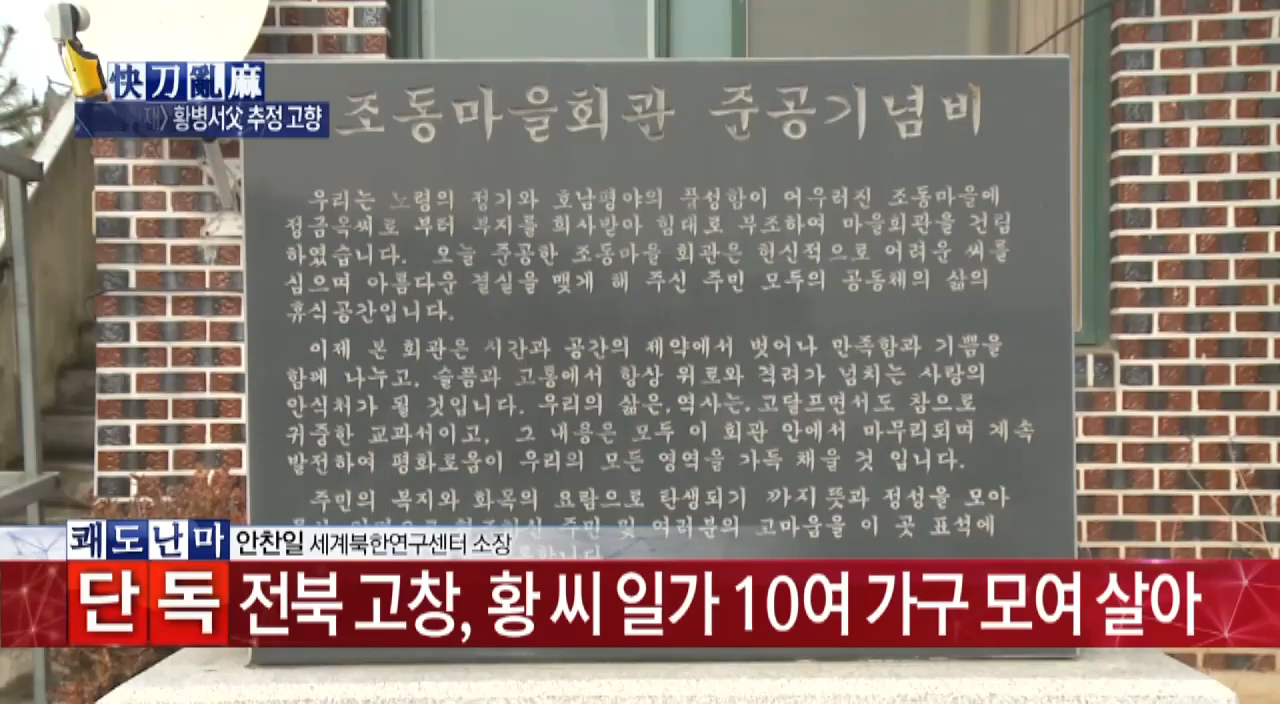 快刀亂麻
황병서父 추정 고향
조동마을회관 준공기념비
우리는 노령의 정기와 호남평야의 풍성함이 어우러진 조동마을에
정금옥씨로 부터 부지를 희사받아 힘대로 부조하여 마을회관을 건립
하였습니다. 오늘 준공한 조동마을 회관은 헌신적으로 어려운 씨를
심으며 아름다운 결실을 맺게 해 주신 주민 모두의 공동체의 삶의
휴식공간입니다.
이제 본 회관은 시간과 공간의 제약에서 벗어나 만족함과 기쁨을
함께 나누고, 슬픔과 고통에서 항상 위로와 격려가 넘치는 사랑의
안식처가 될 것입니다. 우리의 삶은, 역사는, 고달프면서도 참으로
귀중한 교과서이고, 그 내용은 모두 이 회관 안에서 마무리되며 계속
발전하여 평화로움이 우리의 모든 영역을 가득 채울 것 입니다.
주민의 복지와 화목의 요람으로 탄생되기 까지 뜻과 정성을 모아
주민 및 여러분의 고마움을 이 곳 표석에
쾌도난마 안찬일 세계북한연구센터 소장
단독 전북 고창, 황 씨 일가 10여 가구 모여 살아